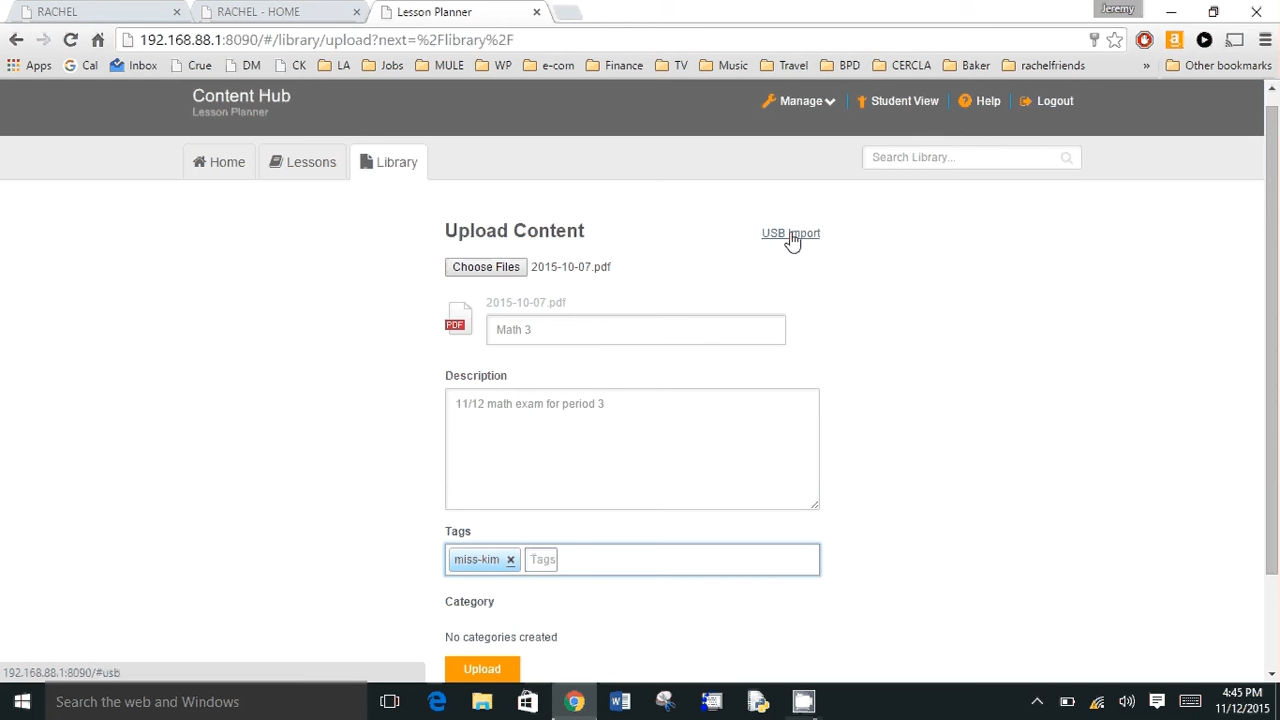 RACHEL × RACHEL - HOME × Lesson Planner × Jeremy
192.168.88.1:8090/#/library/upload?next=%2Flibrary%2F
Apps Cal Inbox Crue DM CK LA Jobs MULE WP e-corn Finance TV Music Travel BPD CERCLA Baker rachelfriends » Other bookmarks
Content Hub
Lesson Planner
Manage Student View Help Logout
Home Lessons Library Search Library...
Upload Content USB Import
Choose Files 2015-10-07.pdf
2015-10-07.pdf
PDF Math 3
Description
11/12 math exam for period 3
Tags
miss-kim x Tags
Category
No categories created
192.168.88.1:8090/#usb
Upload
Search the web and Windows
4:45 PM
11/12/2015